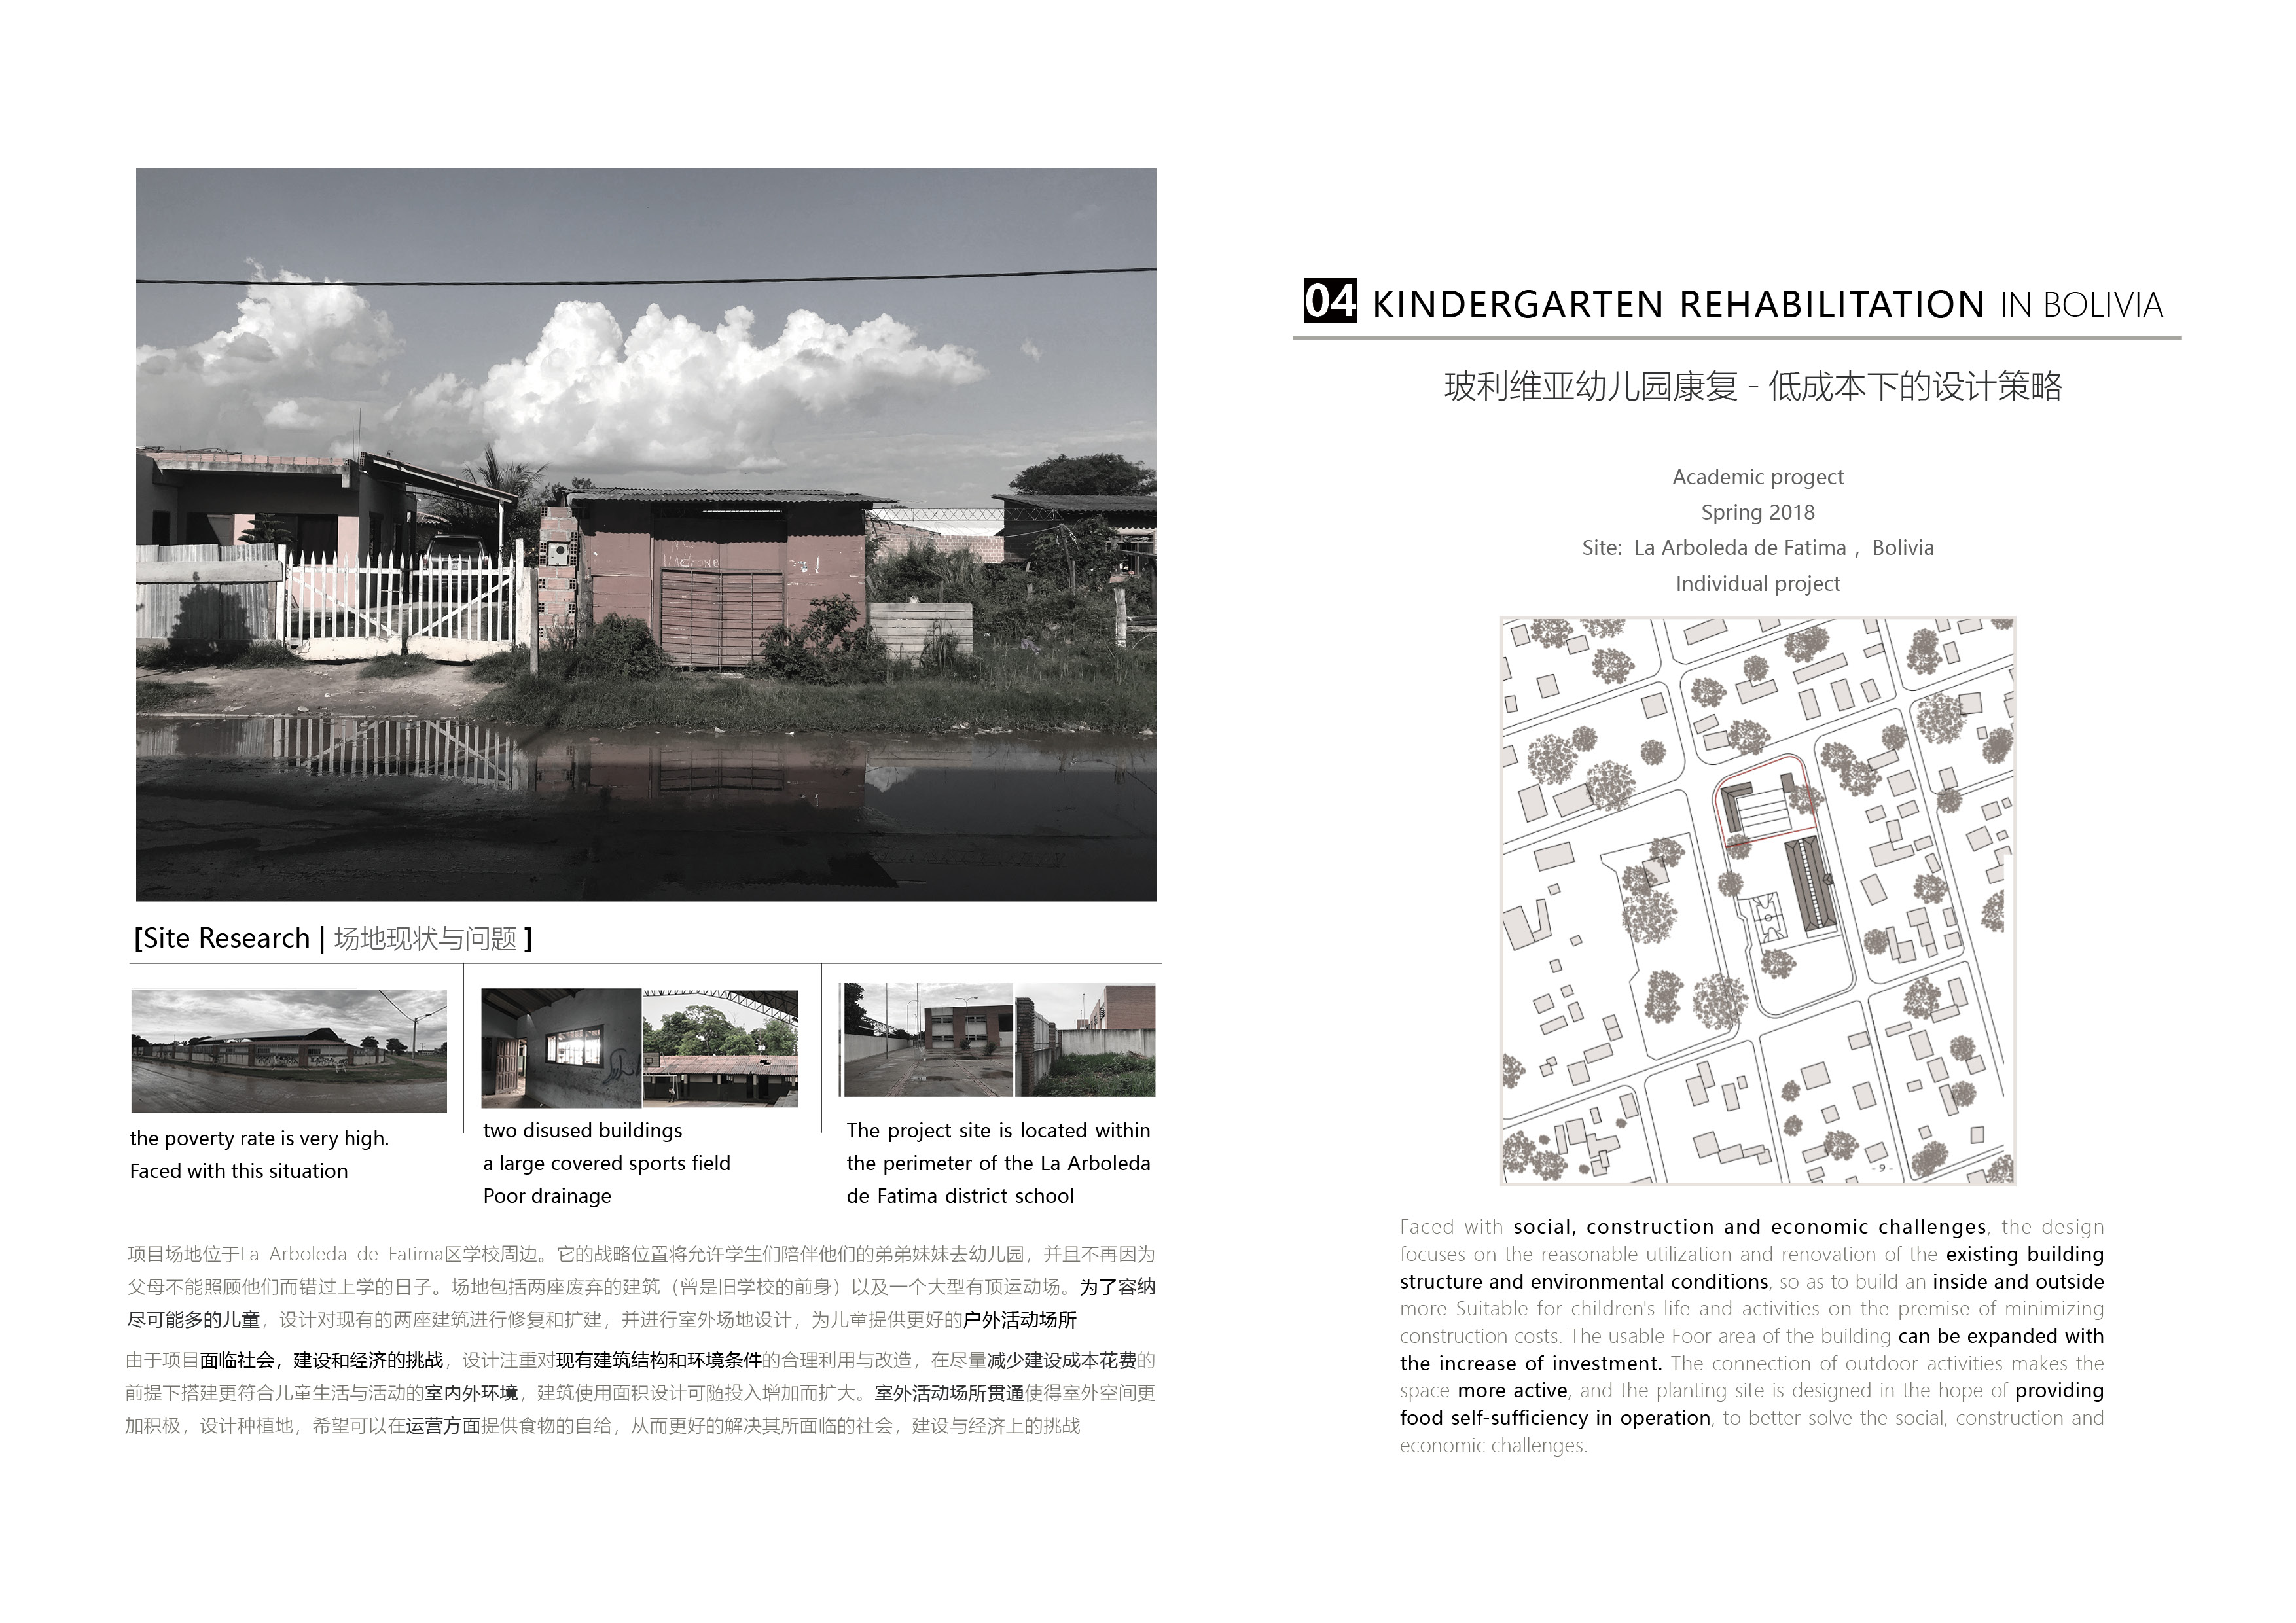 [Site Research | 场地现状与问题 ]
the poverty rate is very high.
Faced with this situation
two disused buildings
a large covered sports field
Poor drainage
The project site is located within
the perimeter of the La Arboleda
de Fatima district school
项目场地位于La Arboleda de Fatima区学校周边。它的战略位置将允许学生们陪伴他们的弟弟妹妹去幼儿园，并且不再因为
父母不能照顾他们而错过上学的日子。场地包括两座废弃的建筑（曾是旧学校的前身）以及一个大型有顶运动场。为了容纳
尽可能多的儿童，设计对现有的两座建筑进行修复和扩建，并进行室外场地设计，为儿童提供更好的户外活动场所
由于项目面临社会，建设和经济的挑战，设计注重对现有建筑结构和环境条件的合理利用与改造，在尽量减少建设成本花费的
前提下搭建更符合儿童生活与活动的室内外环境，建筑使用面积设计可随投入增加而扩大。室外活动场所贯通使得室外空间更
加积极，设计种植地，希望可以在运营方面提供食物的自给，从而更好的解决其所面临的社会，建设与经济上的挑战
04 KINDERGARTEN REHABILITATION IN BOLIVIA
玻利维亚幼儿园康复 - 低成本下的设计策略
Academic progect
Spring 2018
Site: La Arboleda de Fatima , Bolivia
Individual project
- 9 -
Faced with social, construction and economic challenges, the design
focuses on the reasonable utilization and renovation of the existing building
structure and environmental conditions, so as to build an inside and outside
more Suitable for children's life and activities on the premise of minimizing
construction costs. The usable Foor area of the building can be expanded with
the increase of investment. The connection of outdoor activities makes the
space more active, and the planting site is designed in the hope of providing
food self-sufficiency in operation, to better solve the social, construction and
economic challenges.